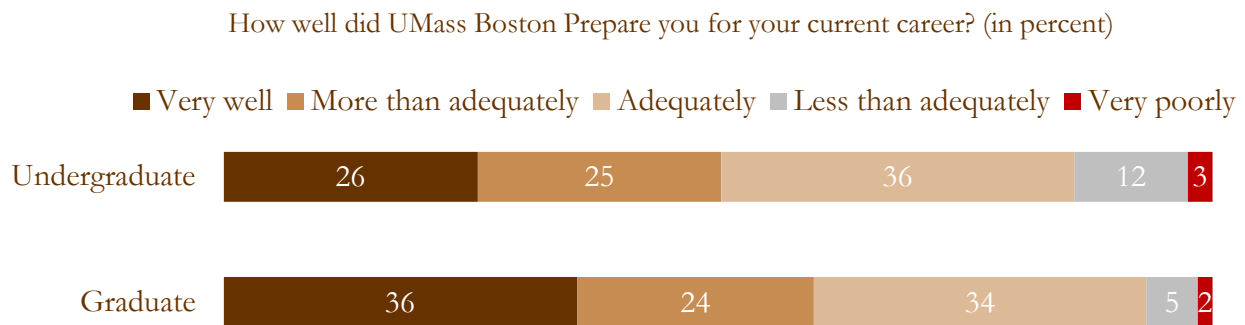 How well did UMass Boston Prepare you for your current career? (in percent)
Very well More than adequately Adequately Less than adequately Very poorly
Undergraduate 26 25 36 12 3
Graduate 36 24 34 5 2